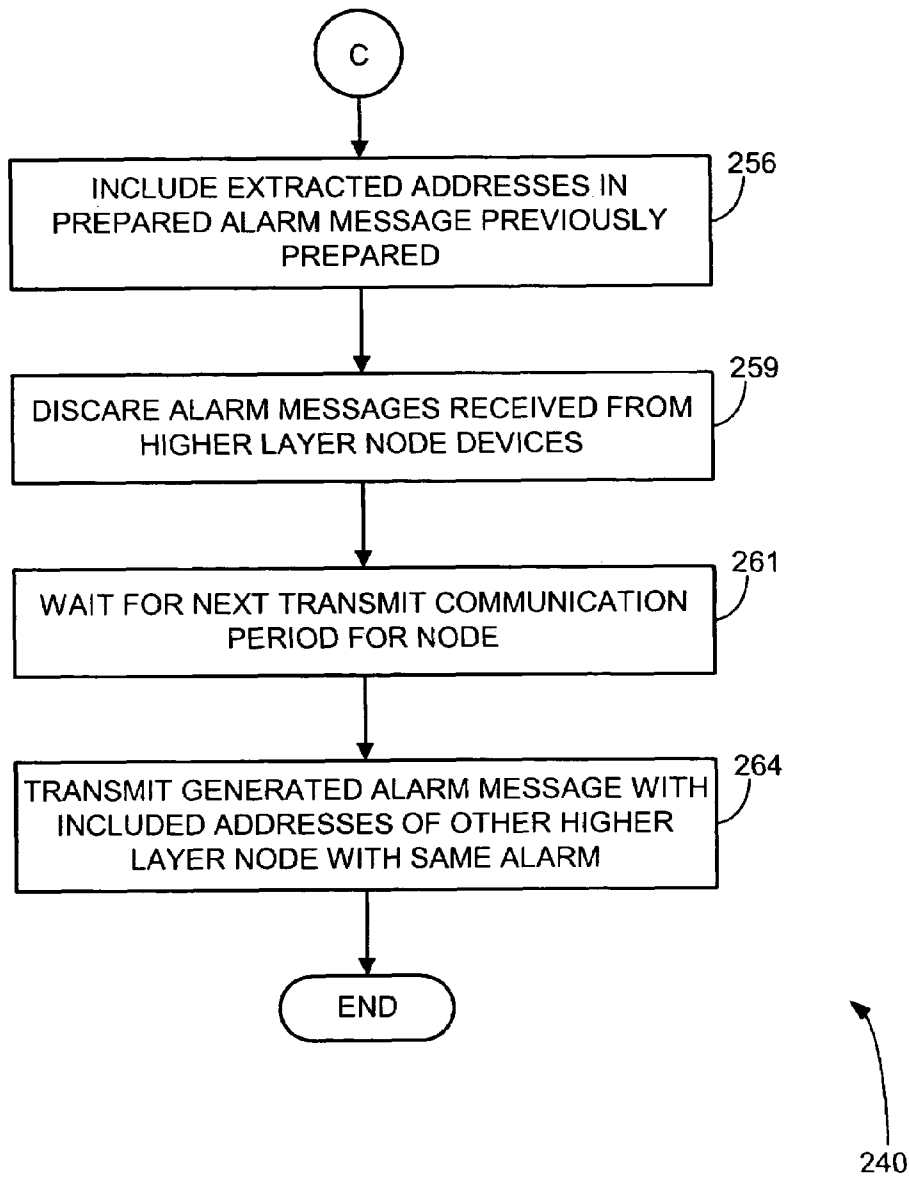 C
256
INCLUDE EXTRACTED ADDRESSES IN
PREPARED ALARM MESSAGE PREVIOUSLY
PREPARED
259
DISCARE ALARM MESSAGES RECEIVED FROM
HIGHER LAYER NODE DEVICES
261
WAIT FOR NEXT TRANSMIT COMMUNICATION
PERIOD FOR NODE
264
TRANSMIT GENERATED ALARM MESSAGE WITH
INCLUDED ADDRESSES OF OTHER HIGHER
LAYER NODE WITH SAME ALARM
END
240